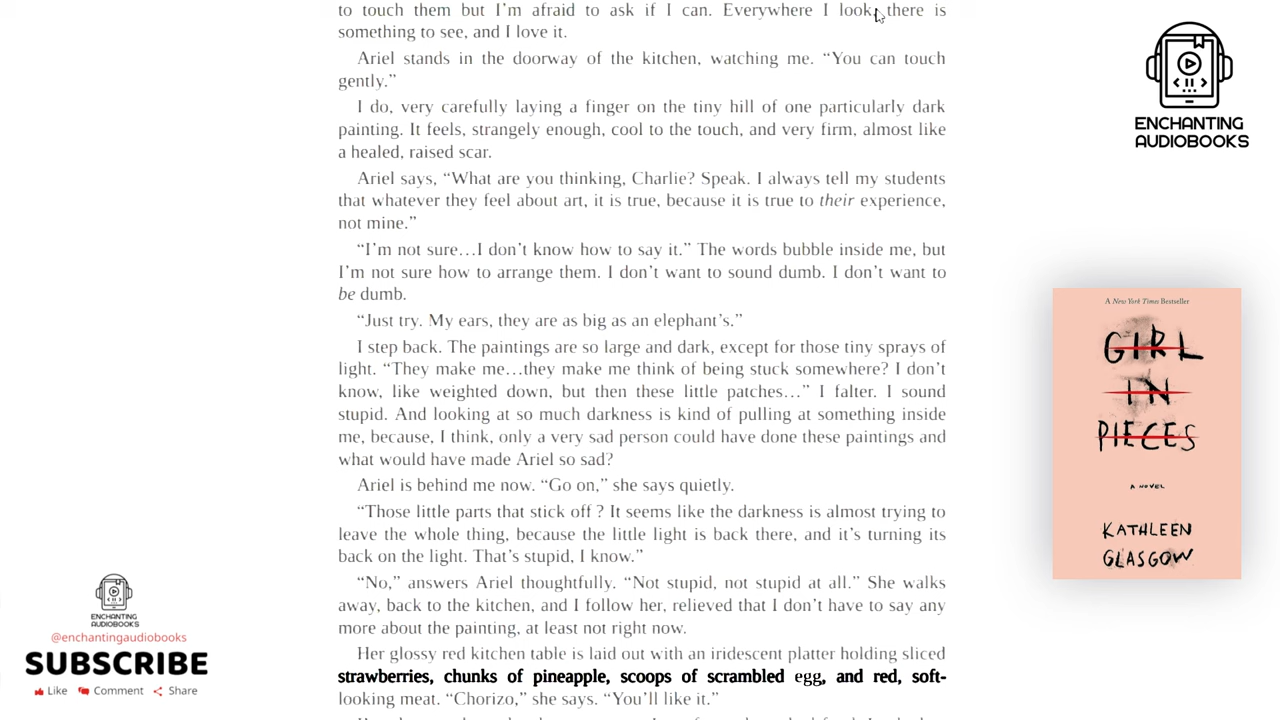 to touch them but I'm afraid to ask if I can. Everywhere I look, there is
something to see, and I love it.
Ariel stands in the doorway of the kitchen, watching me. “You can touch
gently.”
I do, very carefully laying a finger on the tiny hill of one particularly dark
painting. It feels, strangely enough, cool to the touch, and very firm, almost like
a healed, raised scar.
Ariel says, “What are you thinking, Charlie? Speak. I always tell my students
that whatever they feel about art, it is true, because it is true to their experience,
not mine.”
“I'm not sure…I don't know how to say it.” The words bubble inside me, but
I'm not sure how to arrange them. I don't want to sound dumb. I don't want to
be dumb.
“Just try. My ears, they are as big as an elephant's.”
I step back. The paintings are so large and dark, except for those tiny sprays of
light. “They make me…they make me think of being stuck somewhere? I don't
know, like weighted down, but then these little patches…” I falter. I sound
stupid. And looking at so much darkness is kind of pulling at something inside
me, because, I think, only a very sad person could have done these paintings and
what would have made Ariel so sad?
Ariel is behind me now. “Go on,” she says quietly.
“Those little parts that stick off ? It seems like the darkness is almost trying to
leave the whole thing, because the little light is back there, and it's turning its
back on the light. That's stupid, I know.”
“No,” answers Ariel thoughtfully. “Not stupid, not stupid at all.” She walks
away, back to the kitchen, and I follow her, relieved that I don't have to say any
more about the painting, at least not right now.
Her glossy red kitchen table is laid out with an iridescent platter holding sliced
strawberries, chunks of pineapple, scoops of scrambled egg, and red, soft-
looking meat. “Chorizo,” she says. “You'll like it.”
ENCHANTING
AUDIOBOOKS
A New York Times Bestseller
GIRL
IN
PIECES
A NOVEL
KATHLEEN
GLASGOW
ENCHANTING
AUDIOBOOKS
@enchantingaudiobooks
SUBSCRIBE
Like Comment Share